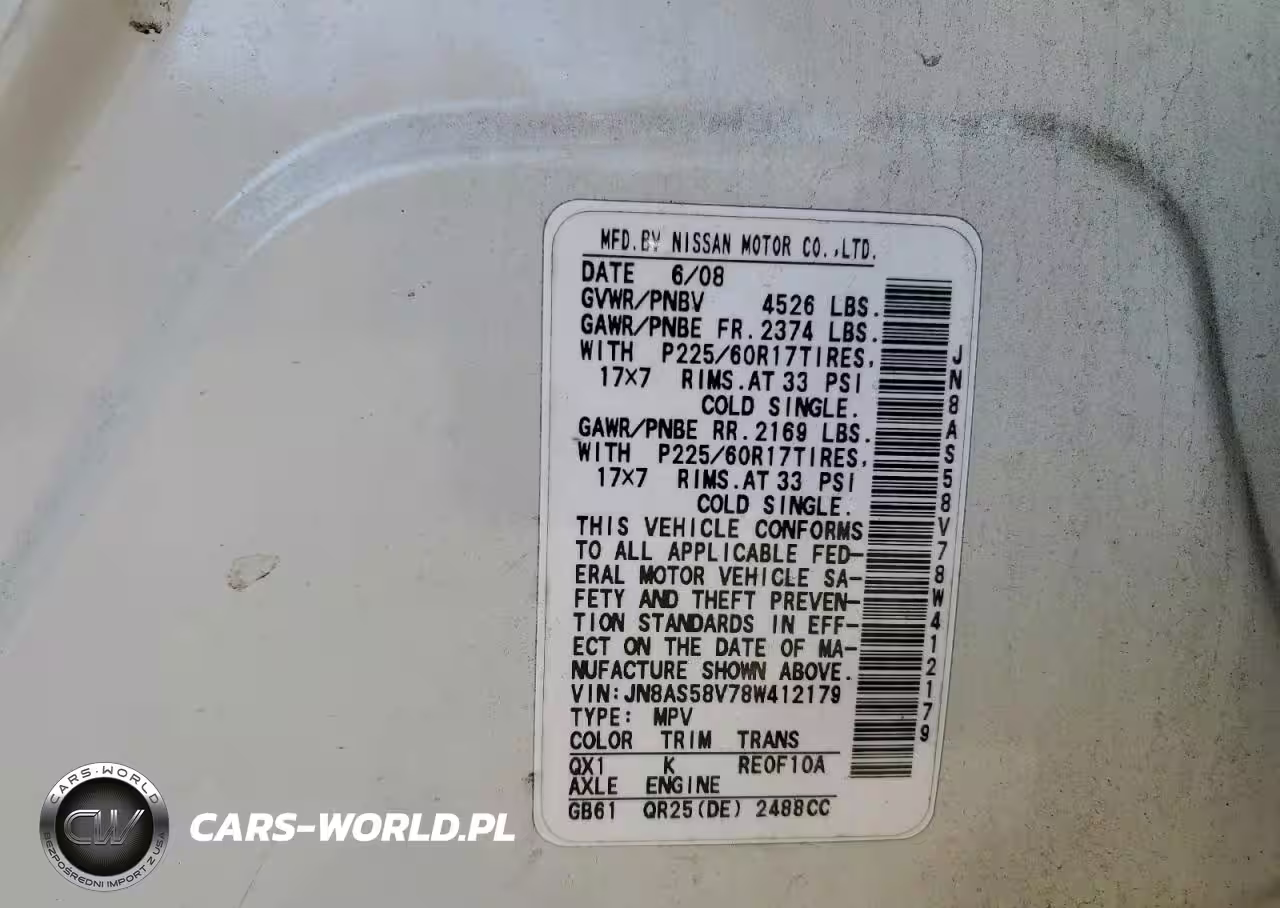 MFD. BY NISSAN MOTOR CO.,LTD.
DATE 6/08
GVWR/PNBV 4526 LBS.
GAWR/PNBE FR. 2374 LBS.
WITH P225/60R17TIRES,
17×7 RIMS. AT 33 PSI
COLD SINGLE.
GAWR/PNBE RR. 2169 LBS.
WITH P225/60R17TIRES,
17×7 RIMS. AT 33 PSI
COLD SINGLE.
THIS VEHICLE CONFORMS
TO ALL APPLICABLE FED-
ERAL MOTOR VEHICLE SA-
FETY AND THEFT PREVEN-
TION STANDARDS IN EFF-
ECT ON THE DATE OF MA-
NUFACTURE SHOWN ABOVE.
VIN: JN8AS58V78W412179
TYPE: MPV
COLOR TRIM TRANS
QX1 K RE0F10A
AXLE ENGINE
GB61 QR25(DE) 2488CC
JN8AS58V78W412179
CARS-WORLD
CW
BEZPOŚREDNI IMPORT Z USA
CARS-WORLD.PL